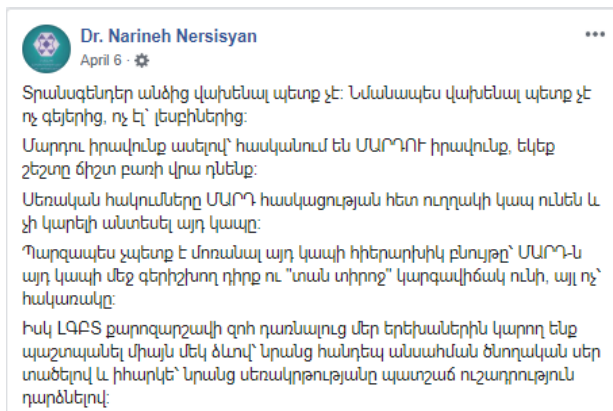 Dr. Narineh Nersisyan
April 6 ·
Տրանսգենդեր անձից վախենալ պետք չէ: Նմանապես վախենալ պետք չէ
ոչ գեյերից, ոչ էլ՝ լեսբիներից:
Մարդու իրավունք ասելով՝ հասկանում են ՄԱՐԴՈՒ իրավունք, եկեք
շեշտը ճիշտ բառի վրա դնենք:
Սեռական հակումները ՄԱՐԴ հասկացության հետ ուղղակի կապ ունեն և
չի կարելի անտեսել այդ կապը:
Պարզապես չպետք է մոռանալ այդ կապի հիերարխիկ բնույթը՝ ՄԱՐԴ-ն
այդ կապի մեջ գերիշխող դիրք ու "տան տիրոջ" կարգավիճակ ունի, այլ ոչ՝
հակառակը:
Իսկ ԼԳԲՏ քարոզարշավի զոհ դառնալուց մեր երեխաներին կարող ենք
պաշտպանել միայն մեկ ձևով՝ նրանց հանդեպ անսահման ծնողական սեր
տածելով և իհարկե՝ նրանց սեռակրթությանը պատշաճ ուշադրություն
դարձնելով: